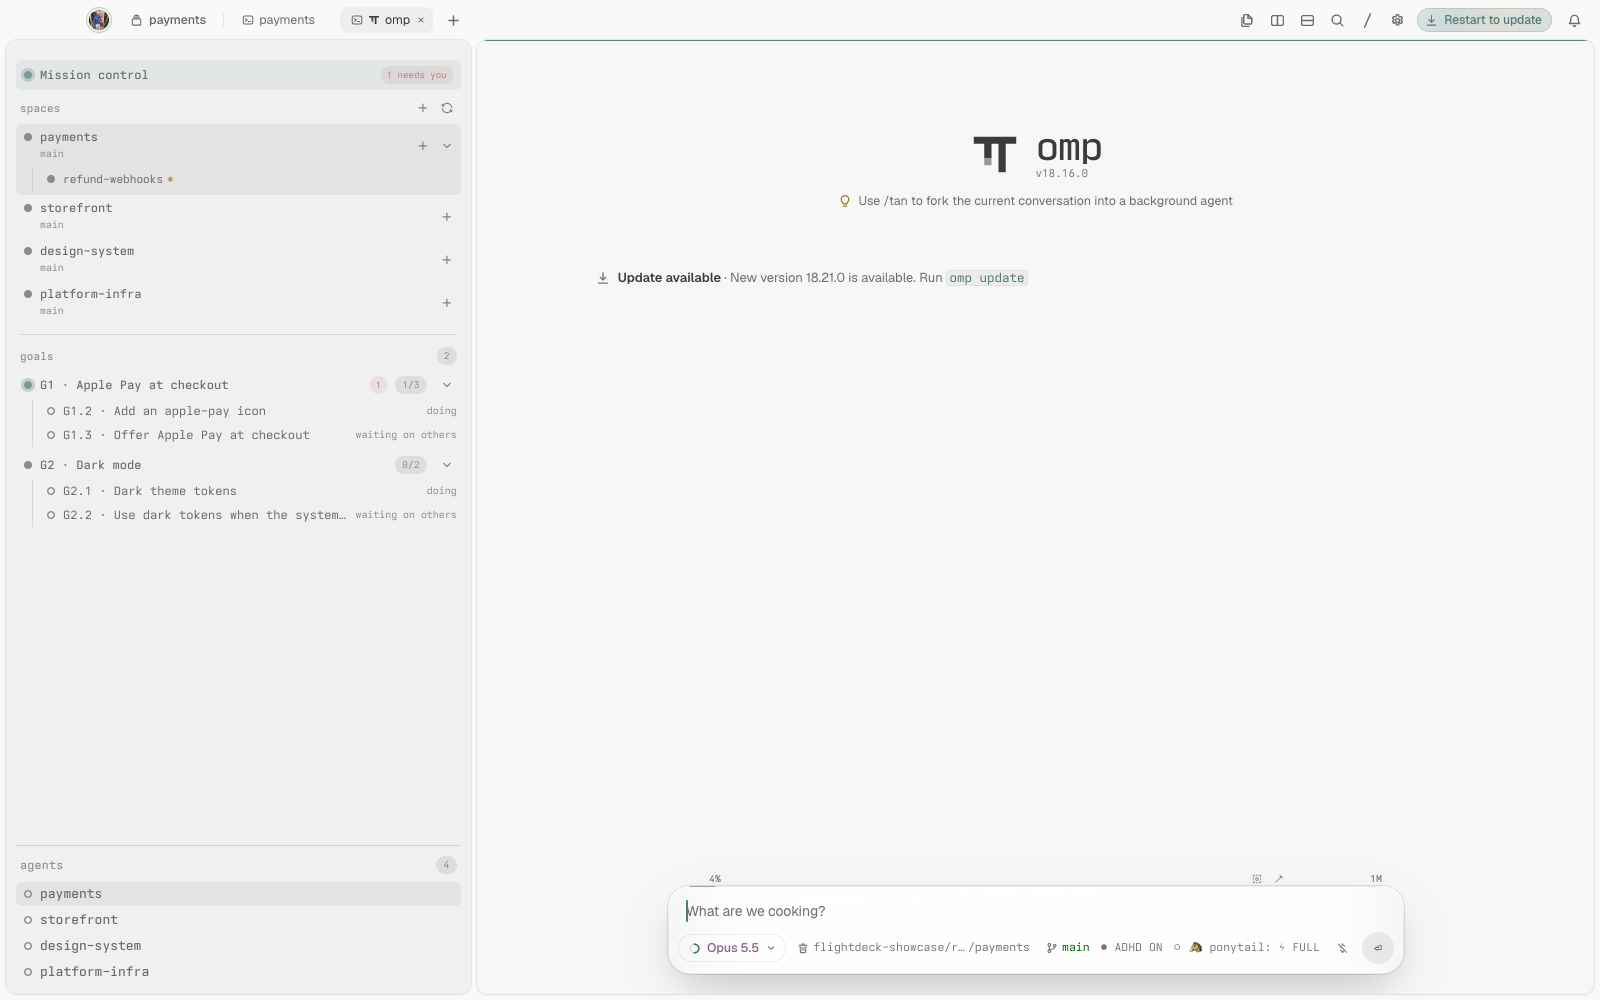 payments
payments
omp ×
Restart to update
Mission control
1 needs you
spaces
payments
main
refund-webhooks *
storefront
main
design-system
main
platform-infra
main
goals
2
G1 · Apple Pay at checkout
1
1/3
G1.2 · Add an apple-pay icon
doing
G1.3 · Offer Apple Pay at checkout
waiting on others
G2 · Dark mode
0/2
G2.1 · Dark theme tokens
doing
G2.2 · Use dark tokens when the system…
waiting on others
agents
4
payments
storefront
design-system
platform-infra
omp
v18.16.0
Use /tan to fork the current conversation into a background agent
Update available · New version 18.21.0 is available. Run omp update
4%
1M
What are we cooking?
Opus 5.5
flightdeck-showcase/r… /payments
main
ADHD ON
ponytail: FULL